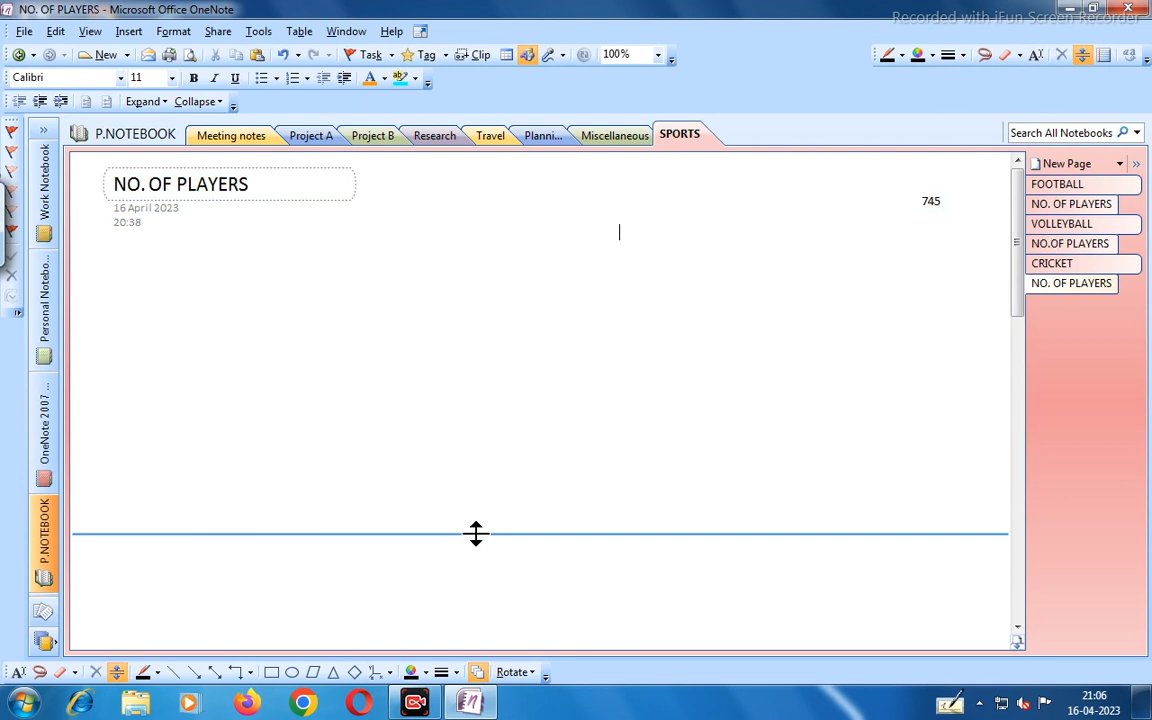 NO. OF PLAYERS - Microsoft Office OneNote
Recorded with iFun Screen Recorder
File Edit View Insert Format Share Tools Table Window Help
New Task Tag Clip 100%
Calibri 11 B I U A ab
Expand Collapse
P.NOTEBOOK Meeting notes Project A Project B Research Travel Planni... Miscellaneous SPORTS Search All Notebooks
NO. OF PLAYERS
16 April 2023
20:38
745
New Page
FOOTBALL
NO. OF PLAYERS
VOLLEYBALL
NO.OF PLAYERS
CRICKET
NO. OF PLAYERS
Work Notebook
Personal Notebo...
OneNote 2007 ...
P.NOTEBOOK
Rotate
21:06
16-04-2023